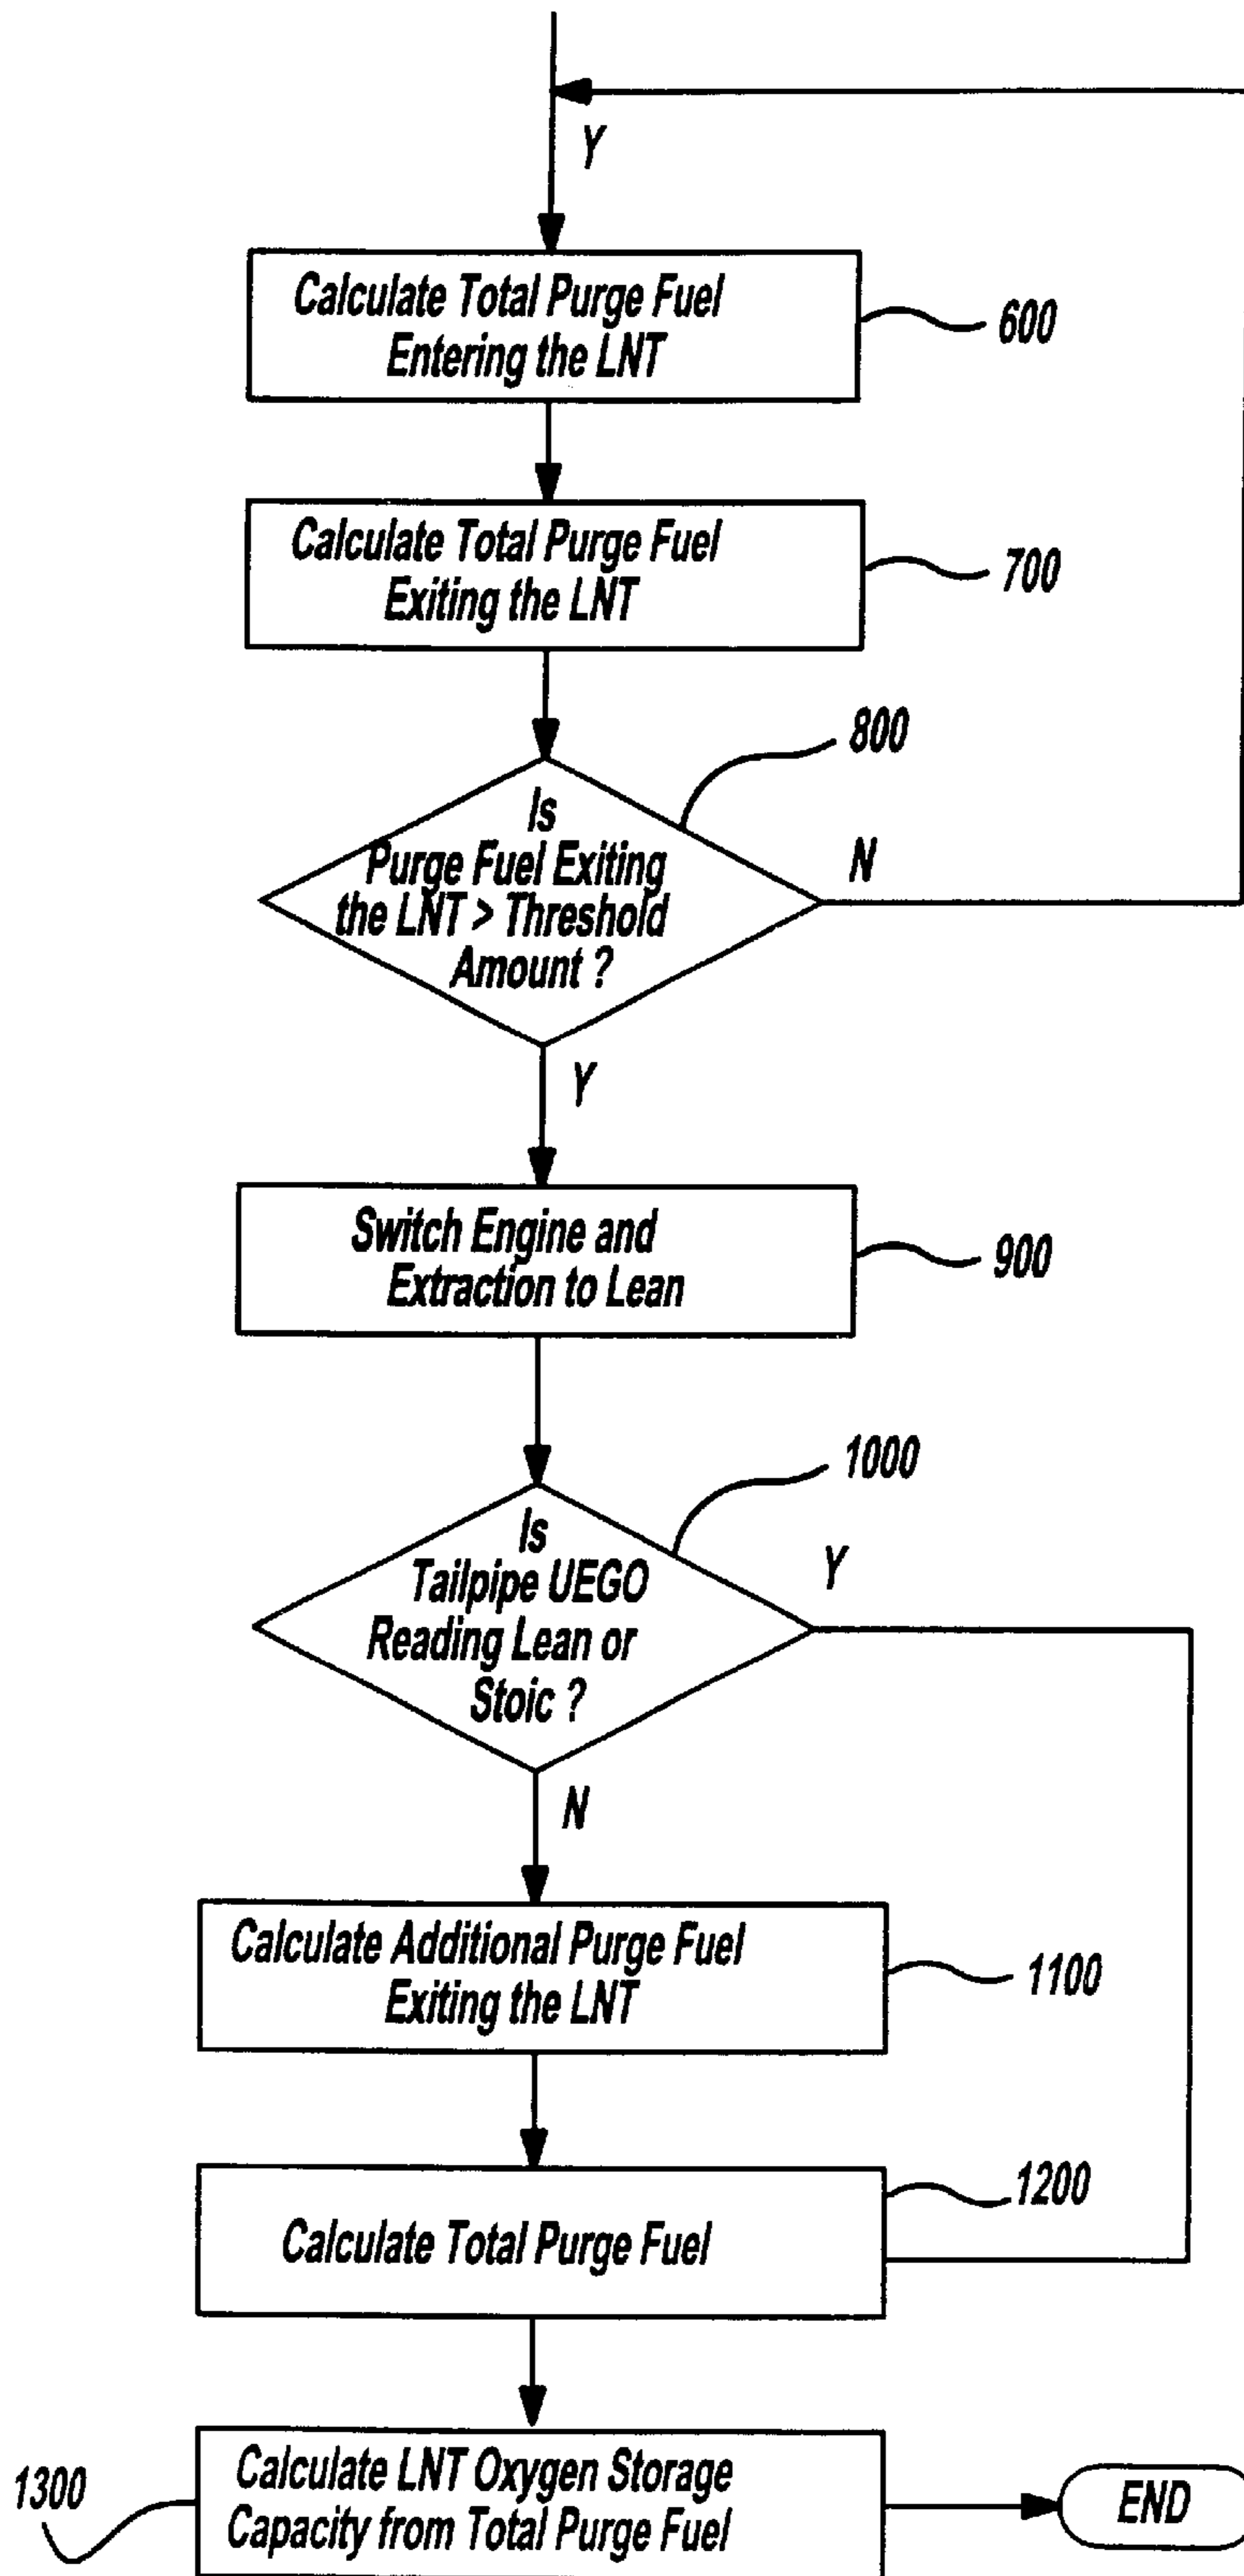 Y
Calculate Total Purge Fuel
Entering the LNT
600
Calculate Total Purge Fuel
Exiting the LNT
700
800
Is
Purge Fuel Exiting
the LNT > Threshold
Amount ?
N
Y
Switch Engine and
Extraction to Lean
900
1000
Is
Tailpipe UEGO
Reading Lean or
Stoic ?
Y
N
Calculate Additional Purge Fuel
Exiting the LNT
1100
Calculate Total Purge Fuel
1200
1300
Calculate LNT Oxygen Storage
Capacity from Total Purge Fuel
END